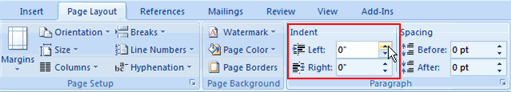 Insert Page Layout References Mailings Review View Add-Ins
Orientation Breaks Watermark Indent Spacing
Margins Size Line Numbers Page Color Left: 0" Before: 0 pt
Columns Hyphenation Page Borders Right: 0" After: 0 pt
Page Setup Page Background Paragraph